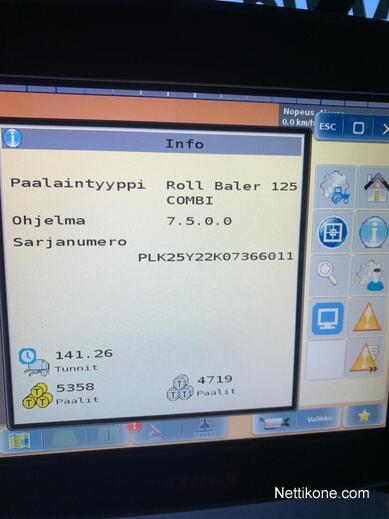 Nopeus
0.0 km/h
ESC
Info
Paalaintyyppi Roll Baler 125
COMBI
Ohjelma 7.5.0.0
Sarjanumero
PLK25Y22K07366011
141.26
Tunnit
5358
Paalit
4719
Paalit
Valikko
Nettikone.com